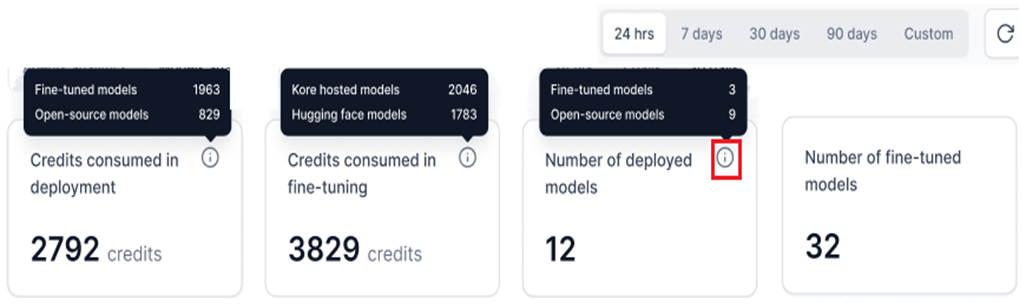 24 hrs 7 days 30 days 90 days Custom
Fine-tuned models 1963
Open-source models 829
Credits consumed in
deployment
2792 credits
Kore hosted models 2046
Hugging face models 1783
Credits consumed in
fine-tuning
3829 credits
Fine-tuned models 3
Open-source models 9
Number of deployed
models
12
Number of fine-tuned
models
32